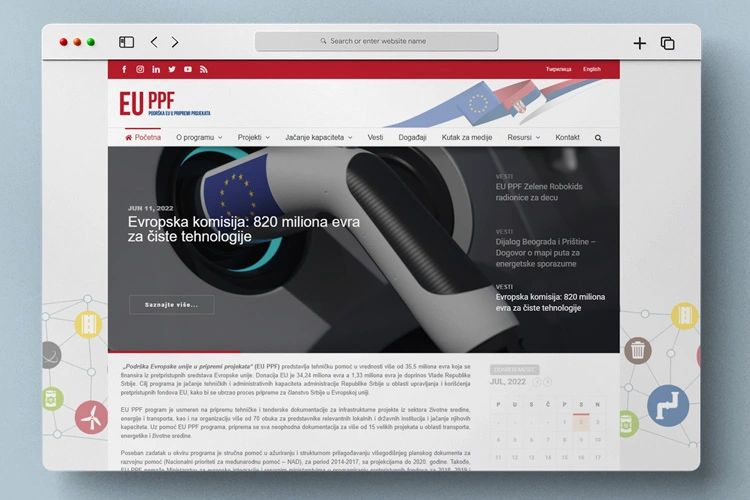 Search or enter website name
Ћирилица English
EU PPF
PODRŠKA EU U PRIPREMI PROJEKATA
Početna O programu Projekti Jačanje kapaciteta Vesti Događaji Kutak za medije Resursi Kontakt
JUN 11, 2022
Evropska komisija: 820 miliona evra
za čiste tehnologije
Saznajte više...
VESTI
EU PPF Zelene Robokids
radionice za decu
VESTI
Dijalog Beograda i Prištine –
Dogovor o mapi puta za
energetske sporazume
VESTI
Evropska komisija: 820 miliona evra
za čiste tehnologije
„Podrška Evropske unije u pripremi projekata“ (EU PPF) predstavlja tehničku pomoć u vrednosti više od 35,5 miliona evra koja se
finansira iz pretpristupnih sredstava Evropske unije. Donacija EU je 34,24 miliona evra a 1,33 miliona evra je doprinos Vlade Republike
Srbije. Cilj programa je jačanje tehničkih i administrativnih kapaciteta administracije Republike Srbije u oblasti upravljanja i korišćenja
pretpristupnih fondova EU, kako bi se ubrzao proces pripreme za članstvo Srbije u Evropskoj uniji.
EU PPF program je usmeren na pripremu tehničke i tenderske dokumentacije za infrastrukturne projekte iz sektora životne sredine,
energije i transporta, kao i na organizaciju više od 70 obuka za predstavnike relevantnih lokalnih i državnih institucija i jačanje njihovih
kapaciteta. Uz pomoć EU PPF programa, priprema se sva neophodna dokumentacija za više od 15 velikih projekata u oblasti transporta,
energetike i životne sredine.
Poseban zadatak u okviru programa je stručna pomoć u ažuriranju i strukturnom prilagođavanju višegodišnjeg planskog dokumenta za
razvojnu pomoć (Nacionalni prioriteti za međunarodnu pomoć – NAD), za period 2014-2017, sa projekcijama do 2020. godine. Takođe,
JUL, 2022
P U S Č P S N
1 2 3
4 5 6 7 8 9 10